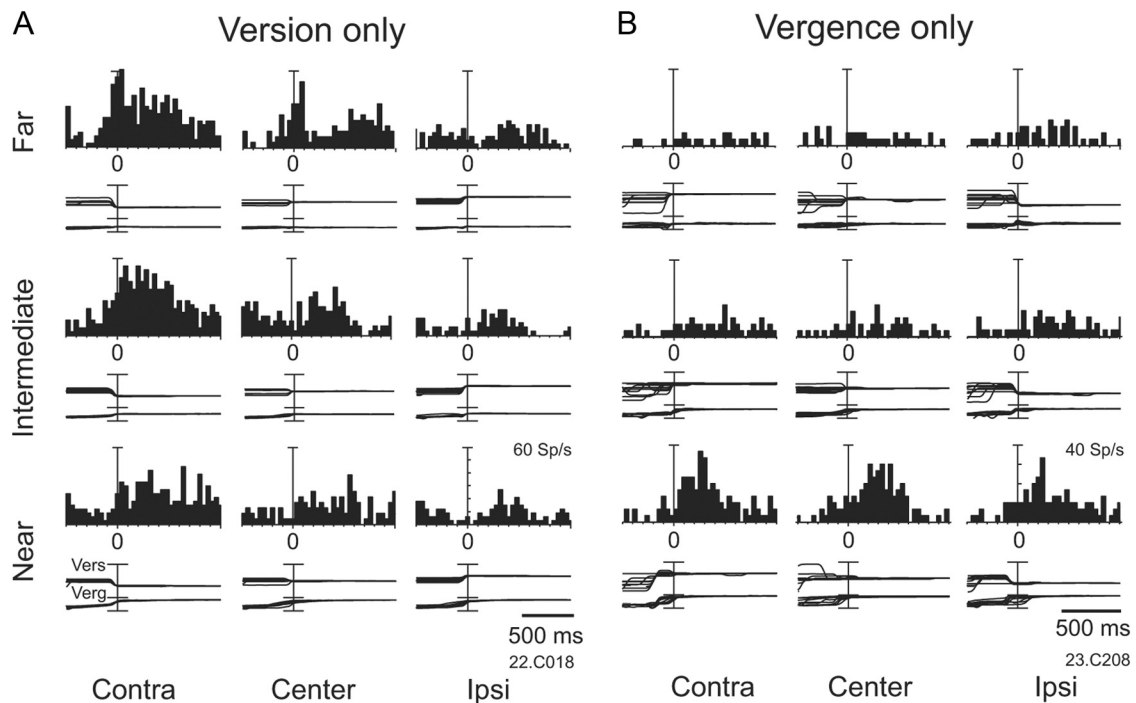 A
Version only
B
Vergence only
Far
0 0 0 0 0 0
Intermediate
0 0 0 0 0 0
60 Sp/s
40 Sp/s
Near
0 0 0 0 0 0
Vers
Verg
500 ms
500 ms
22.C018
23.C208
Contra Center Ipsi Contra Center Ipsi